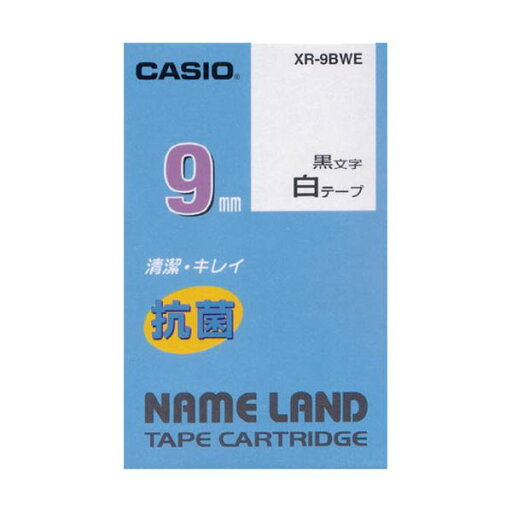 CASIO®
XR-9BWE
9mm
黒文字
白テープ
清潔・キレイ
抗菌
NAME LAND
TAPE CARTRIDGE